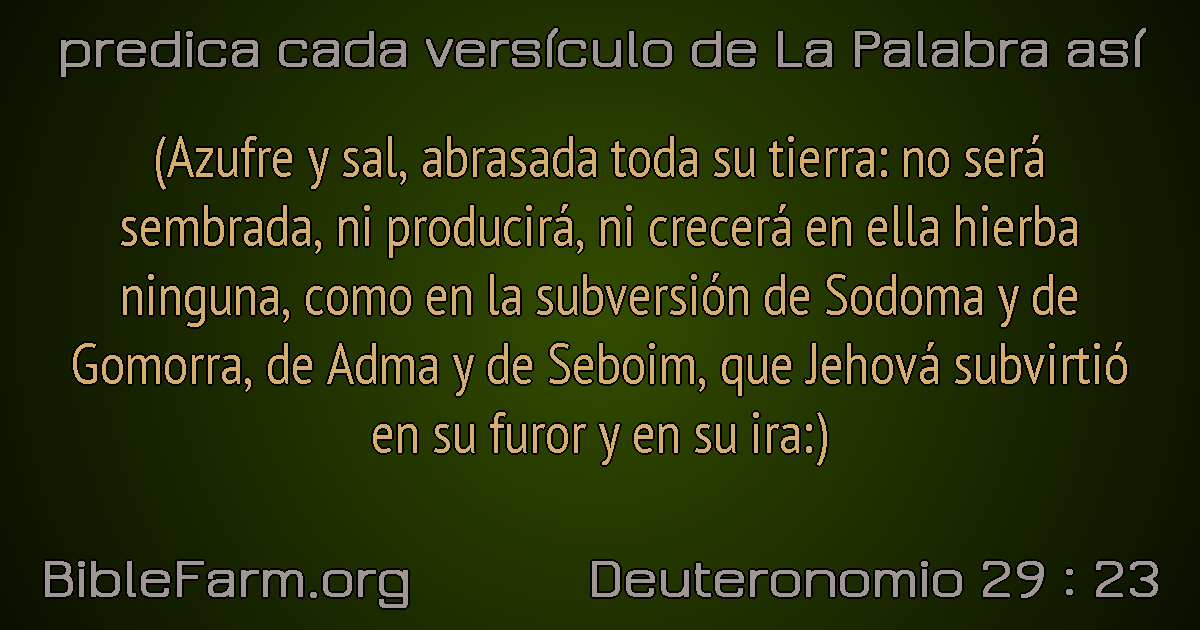 predica cada versículo de La Palabra así
(Azufre y sal, abrasada toda su tierra: no será
sembrada, ni producirá, ni crecerá en ella hierba
ninguna, como en la subversión de Sodoma y de
Gomorra, de Adma y de Seboim, que Jehová subvirtió
en su furor y en su ira:)
BibleFarm.org
Deuteronomio 29 : 23